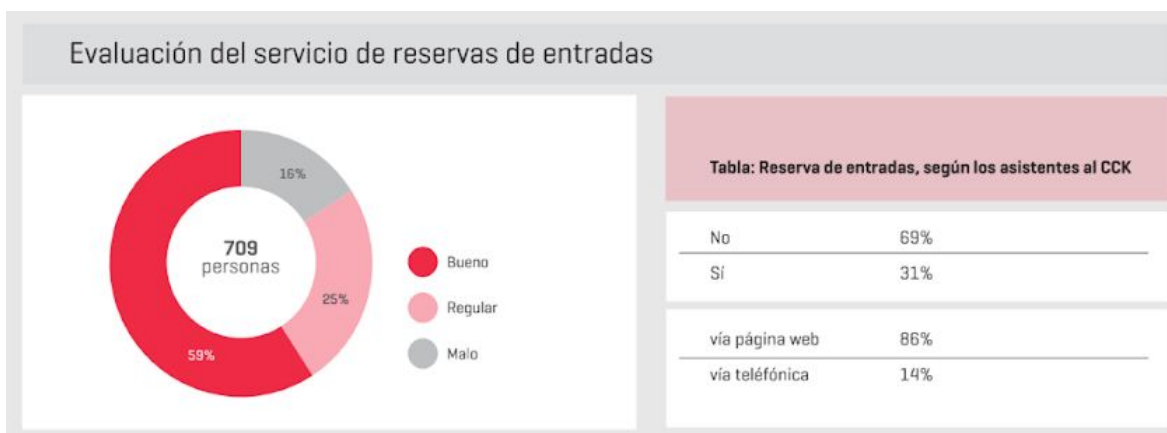 Evaluación del servicio de reservas de entradas
16%
709
personas
25%
59%
Bueno
Regular
Malo
Tabla: Reserva de entradas, según los asistentes al CCK
No 69%
Sí 31%
vía página web 86%
vía teléfónica 14%